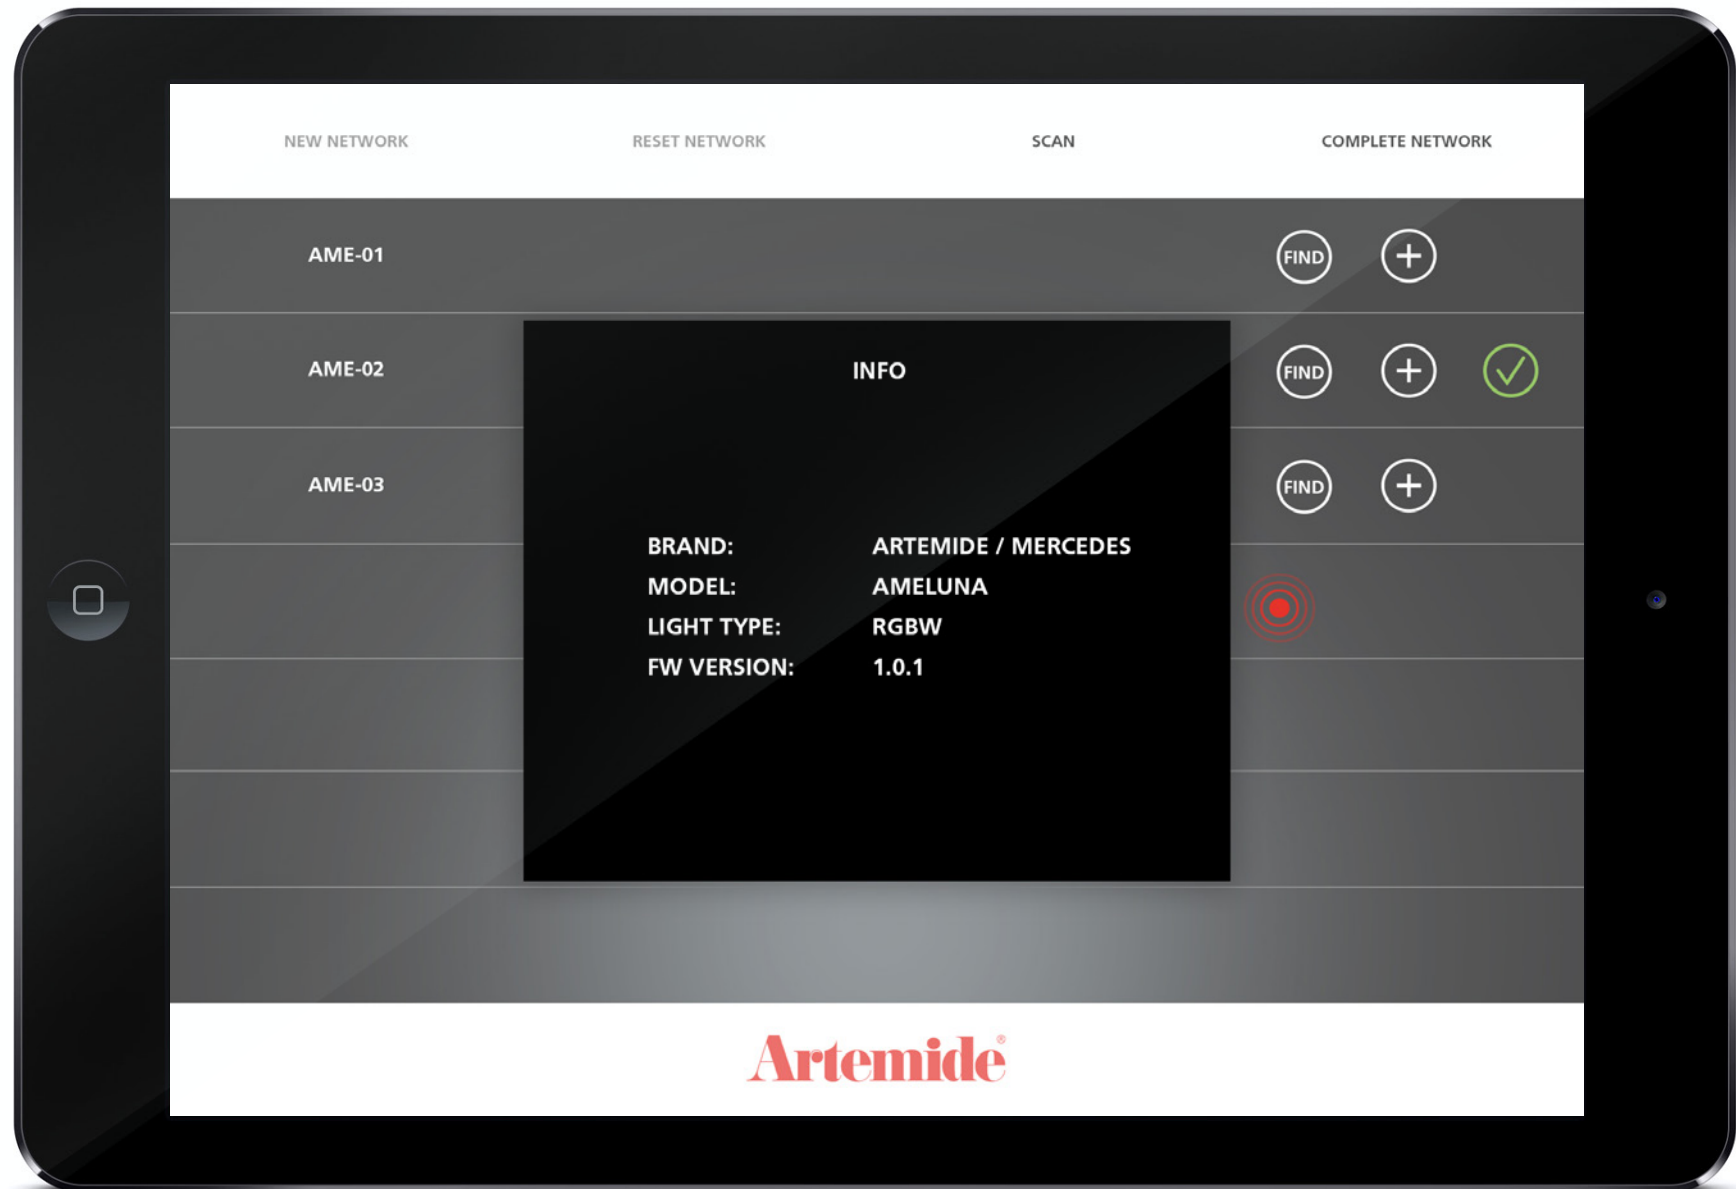 NEW NETWORK RESET NETWORK SCAN COMPLETE NETWORK
AME-01 FIND +
AME-02 INFO FIND +
AME-03 FIND +
BRAND: ARTEMIDE / MERCEDES
MODEL: AMELUNA
LIGHT TYPE: RGBW
FW VERSION: 1.0.1
Artemide®